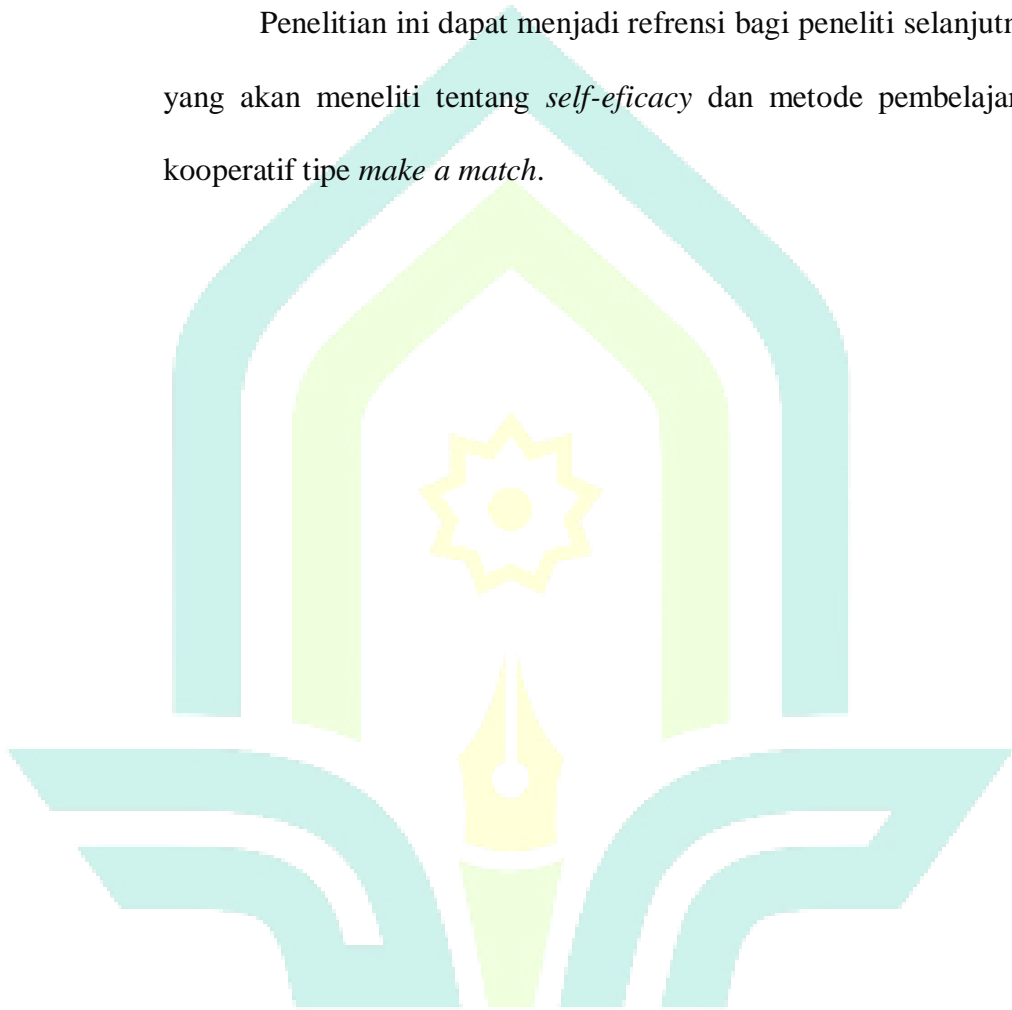 Penelitian ini dapat menjadi refrensi bagi peneliti selanjutn
yang akan meneliti tentang self-eficacy dan metode pembelajar
kooperatif tipe make a match.